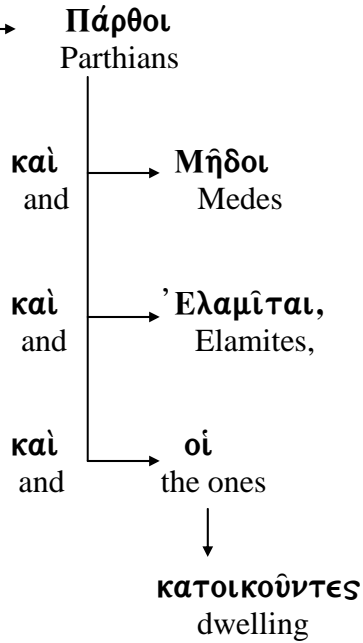 Πάρθοι
Parthians
καὶ Μῆδοι
and Medes
καὶ Ἐλαμῖται,
and Elamites,
καὶ οἱ
and the ones
κατοικοῦντες
dwelling